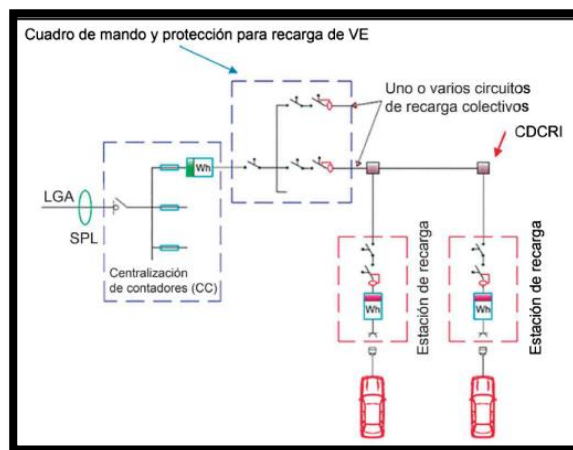 Cuadro de mando y protección para recarga de VE
Uno o varios circuitos
de recarga colectivos
CDCRI
Wh
LGA
SPL
Centralización
de contadores (CC)
Estación de recarga
Wh
Estación de recarga
Wh